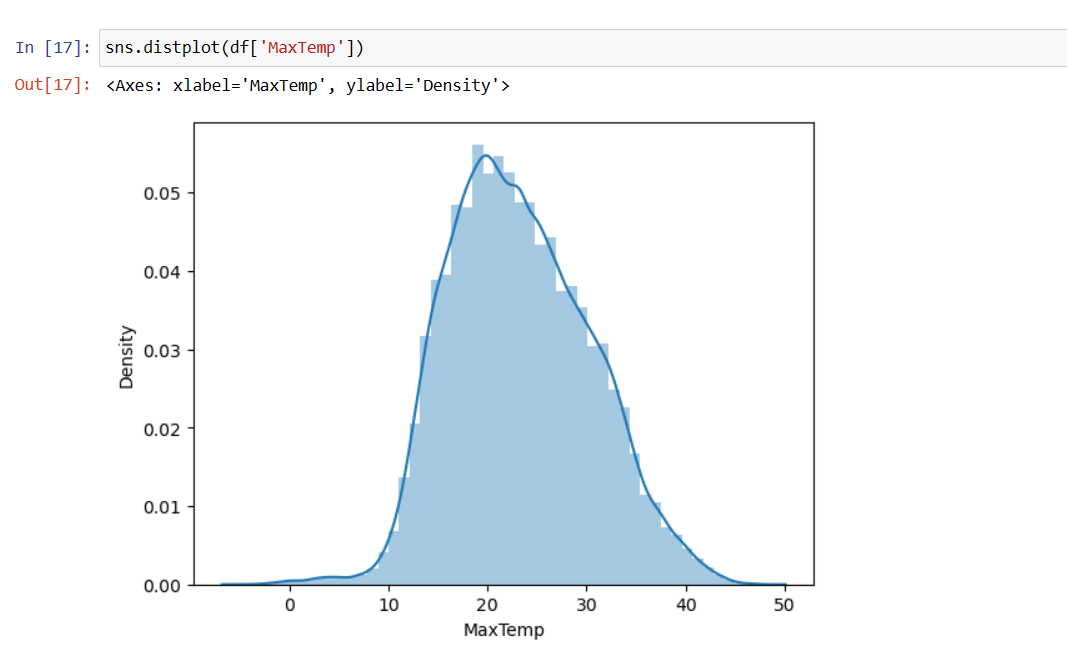 In [17]: sns.distplot(df['MaxTemp'])
Out[17]: <Axes: xlabel='MaxTemp', ylabel='Density'>
0.05
0.04
0.03
0.02
0.01
0.00
Density
0 10 20 30 40 50
MaxTemp